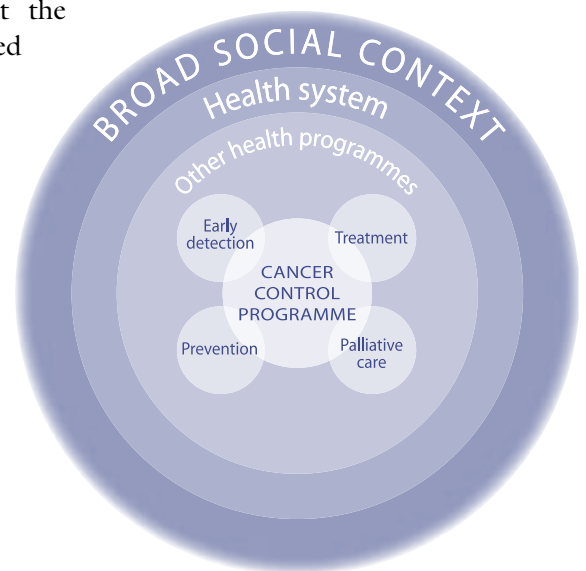 t the
ed
BROAD SOCIAL CONTEXT
Health system
Other health programmes
Early
detection
Treatment
CANCER
CONTROL
PROGRAMME
Prevention
Palliative
care